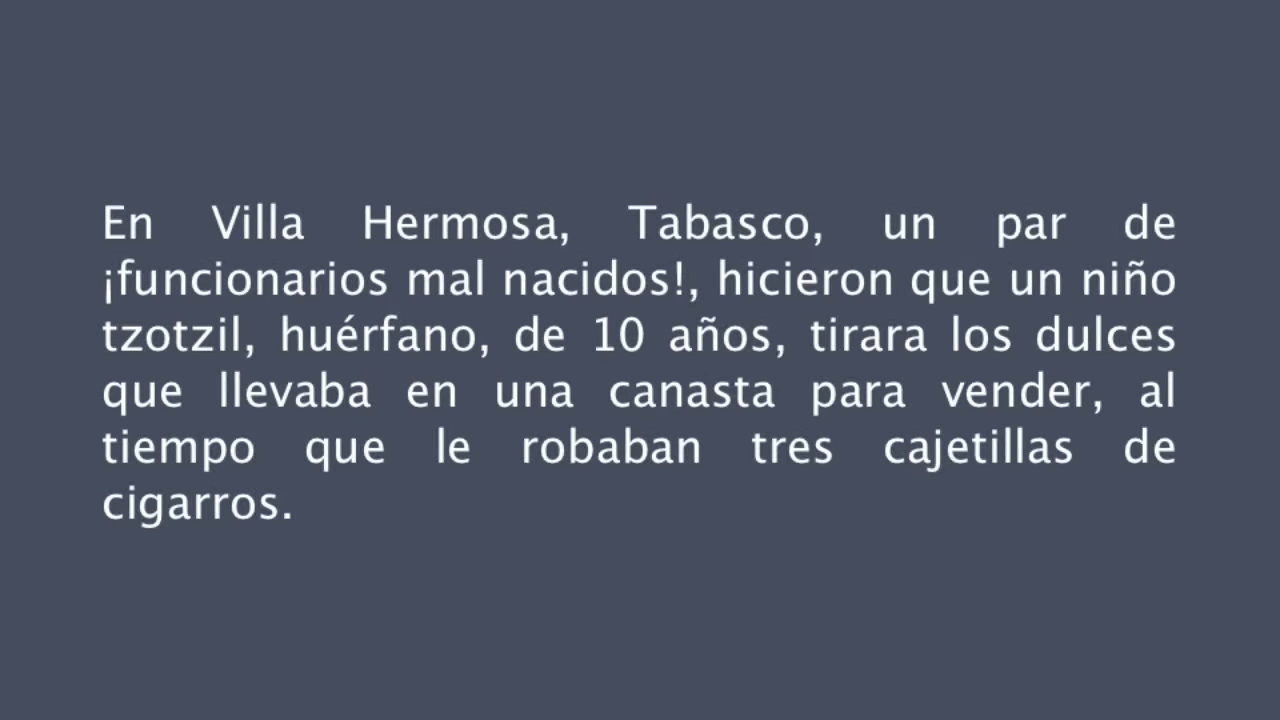 En Villa Hermosa, Tabasco, un par de
¡funcionarios mal nacidos!, hicieron que un niño
tzotzil, huérfano, de 10 años, tirara los dulces
que llevaba en una canasta para vender, al
tiempo que le robaban tres cajetillas de
cigarros.